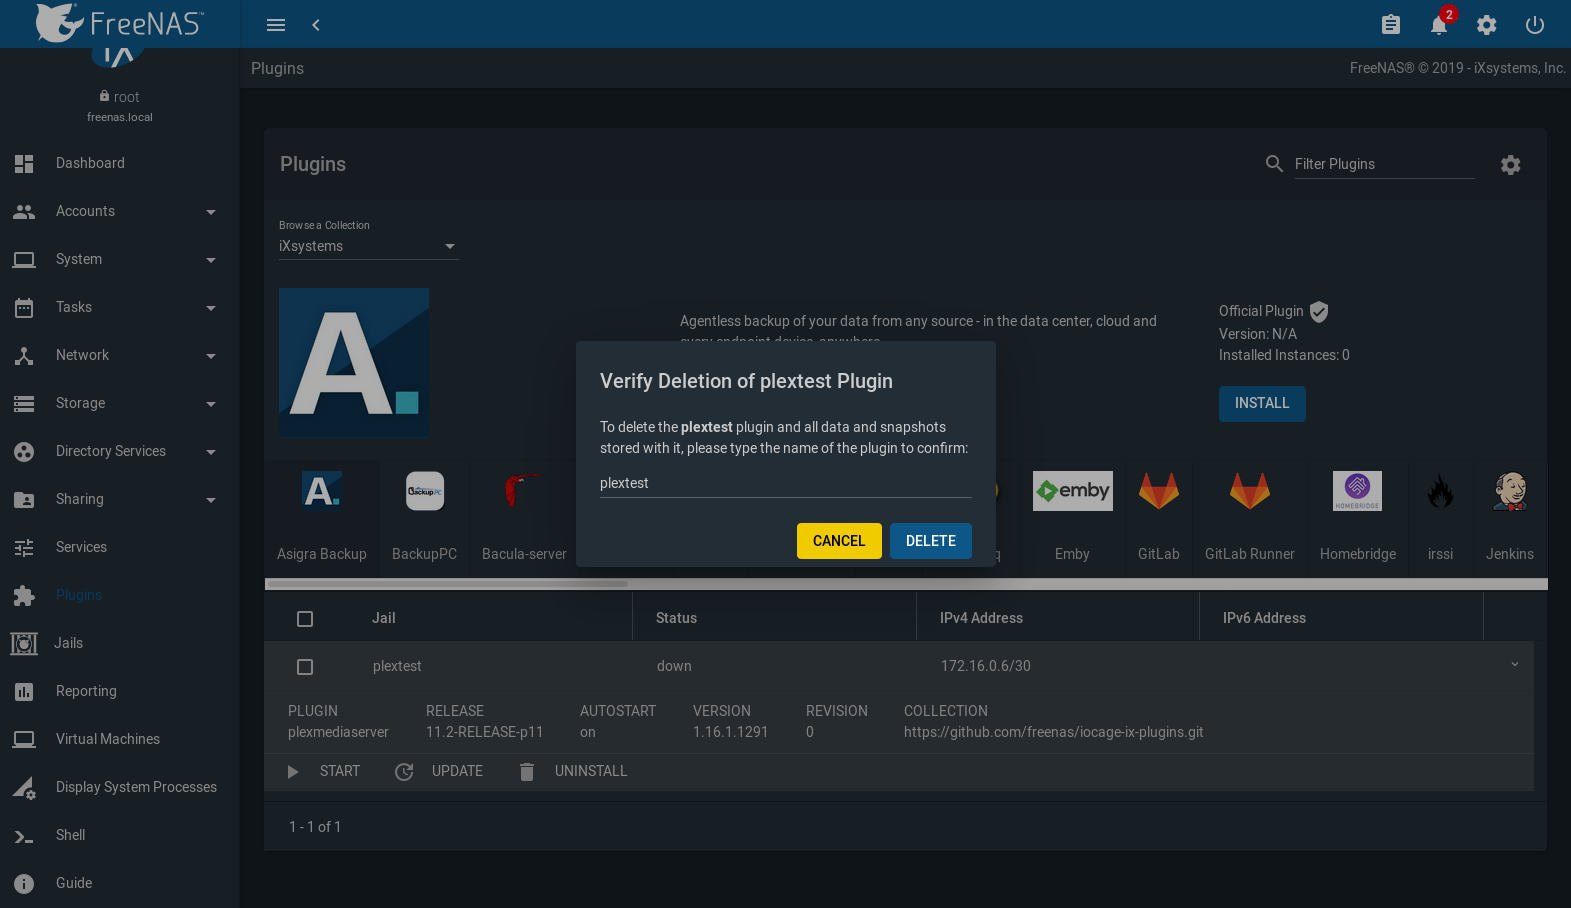 FreeNAS™
2
Plugins
FreeNAS® © 2019 - iXsystems, Inc.
root
freenas.local
Dashboard
Accounts
System
Tasks
Network
Storage
Directory Services
Sharing
Services
Plugins
Jails
Reporting
Virtual Machines
Display System Processes
Shell
Guide
Plugins
Filter Plugins
Browse a Collection
iXsystems
A.
Agentless backup of your data from any source - in the data center, cloud and
Official Plugin
Version: N/A
Installed Instances: 0
INSTALL
Verify Deletion of plextest Plugin
To delete the plextest plugin and all data and snapshots
stored with it, please type the name of the plugin to confirm:
plextest
CANCEL DELETE
A.
BackupPC
emby
HOMEBRIDGE
Asigra Backup BackupPC Bacula-server Emby GitLab GitLab Runner Homebridge irssi Jenkins
Jail Status IPv4 Address IPv6 Address
plextest down 172.16.0.6/30
PLUGIN RELEASE AUTOSTART VERSION REVISION COLLECTION
plexmediaserver 11.2-RELEASE-p11 on 1.16.1.1291 0 https://github.com/freenas/iocage-ix-plugins.git
START UPDATE UNINSTALL
1 - 1 of 1